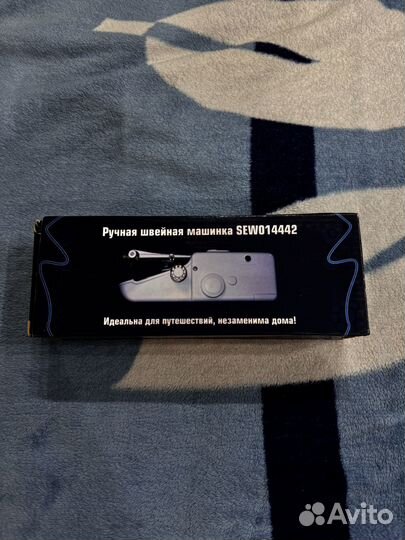 Ручная швейная машинка SEW014442
Идеальна для путешествий, незаменима дома!
Avito